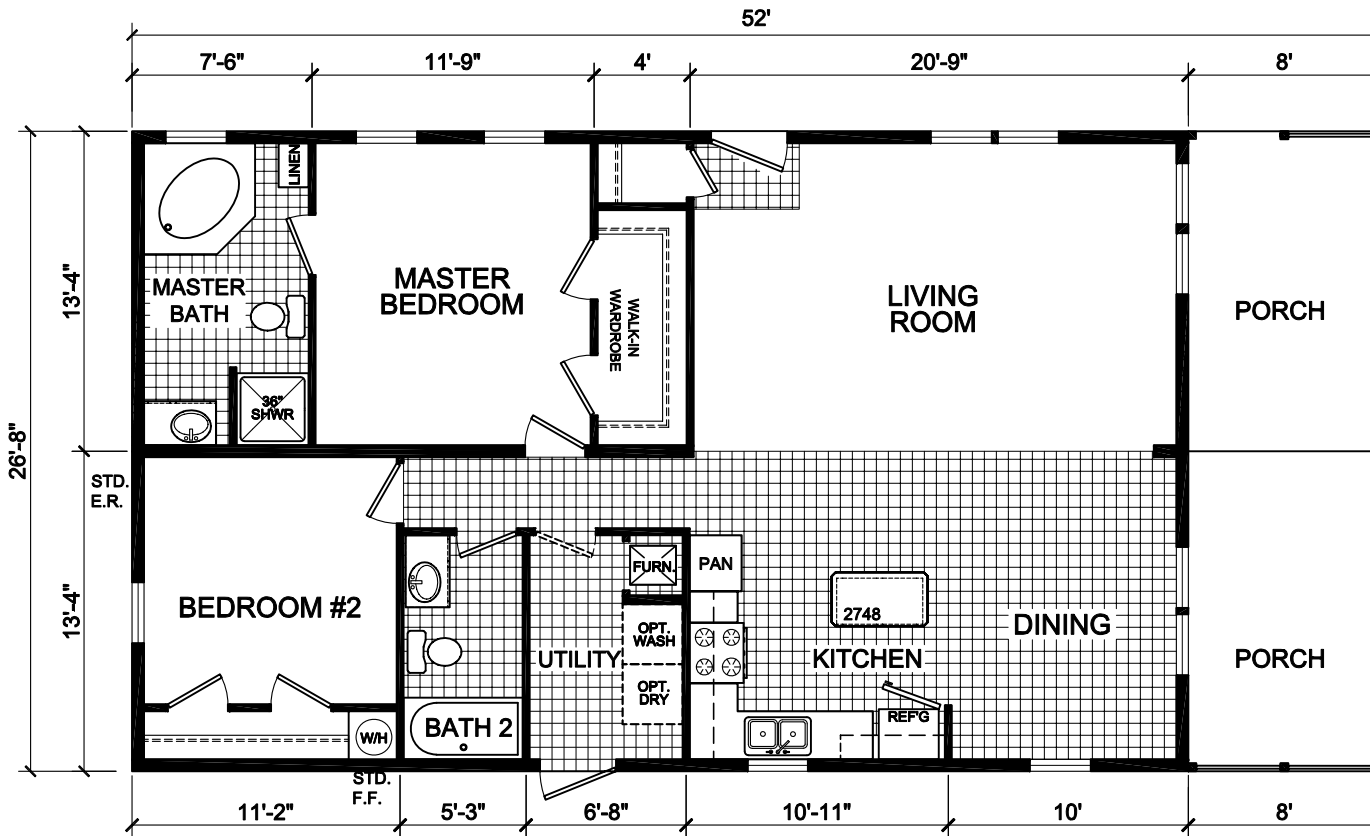 52'
7'-6"
11'-9"
4'
20'-9"
8'
26'-8"
13'-4"
13'-4"
LINEN
MASTER
BATH
36"
SHWR
MASTER
BEDROOM
WALK-IN
WARDROBE
LIVING
ROOM
PORCH
STD.
E.R.
BEDROOM #2
W/H
STD.
F.F.
BATH 2
UTILITY
FURN.
OPT.
WASH
OPT.
DRY
PAN
2748
KITCHEN
REF'G
DINING
PORCH
11'-2"
5'-3"
6'-8"
10'-11"
10'
8'